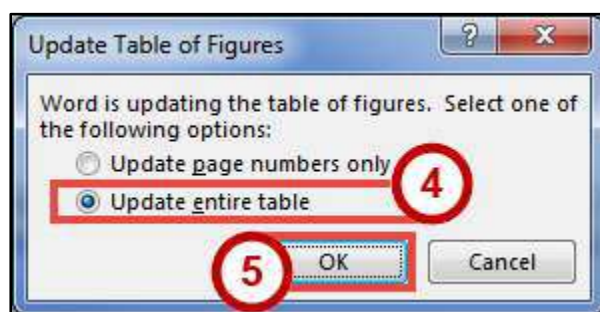 Update Table of Figures
Word is updating the table of figures. Select one of
the following options:
Update page numbers only
4
Update entire table
5
OK
Cancel